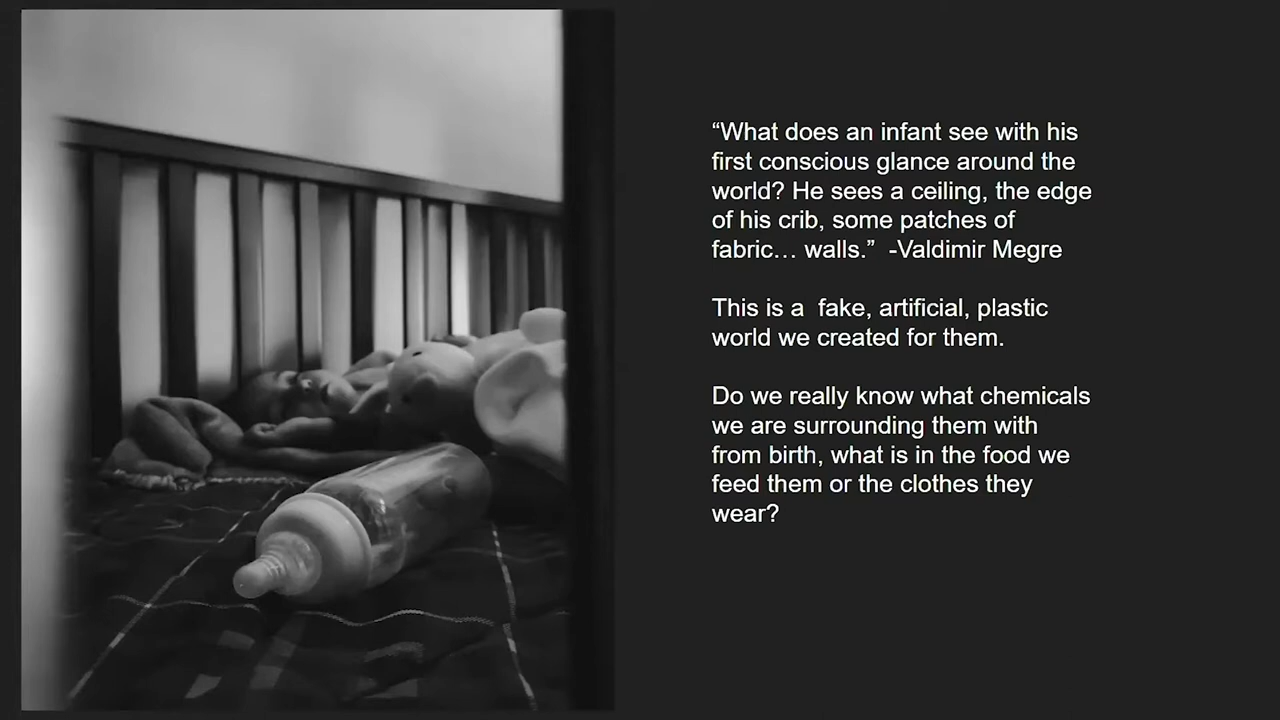 “What does an infant see with his
first conscious glance around the
world? He sees a ceiling, the edge
of his crib, some patches of
fabric… walls.”  -Valdimir Megre
This is a  fake, artificial, plastic
world we created for them.
Do we really know what chemicals
we are surrounding them with
from birth, what is in the food we
feed them or the clothes they
wear?